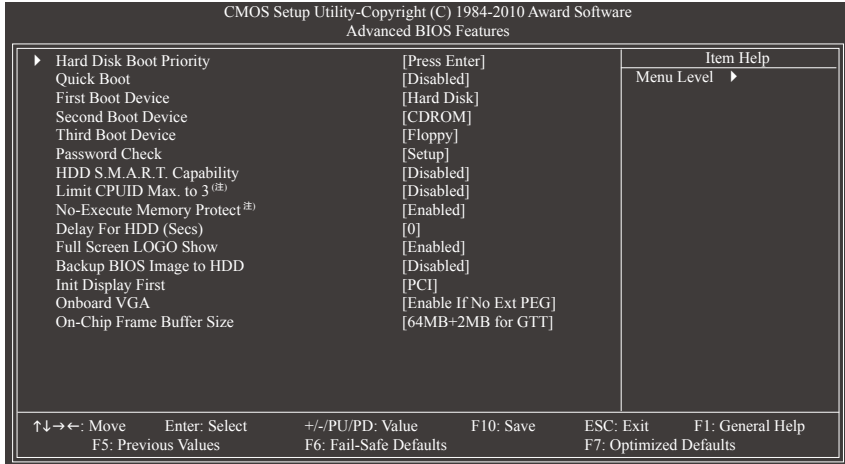 CMOS Setup Utility-Copyright (C) 1984-2010 Award Software
Advanced BIOS Features
▶ Hard Disk Boot Priority [Press Enter]
Quick Boot [Disabled]
First Boot Device [Hard Disk]
Second Boot Device [CDROM]
Third Boot Device [Floppy]
Password Check [Setup]
HDD S.M.A.R.T. Capability [Disabled]
Limit CPUID Max. to 3 (注) [Disabled]
No-Execute Memory Protect 注) [Enabled]
Delay For HDD (Secs) [0]
Full Screen LOGO Show [Enabled]
Backup BIOS Image to HDD [Disabled]
Init Display First [PCI]
Onboard VGA [Enable If No Ext PEG]
On-Chip Frame Buffer Size [64MB+2MB for GTT]
Item Help
Menu Level ▶
↑↓→←: Move Enter: Select +/-/PU/PD: Value F10: Save ESC: Exit F1: General Help
F5: Previous Values F6: Fail-Safe Defaults F7: Optimized Defaults